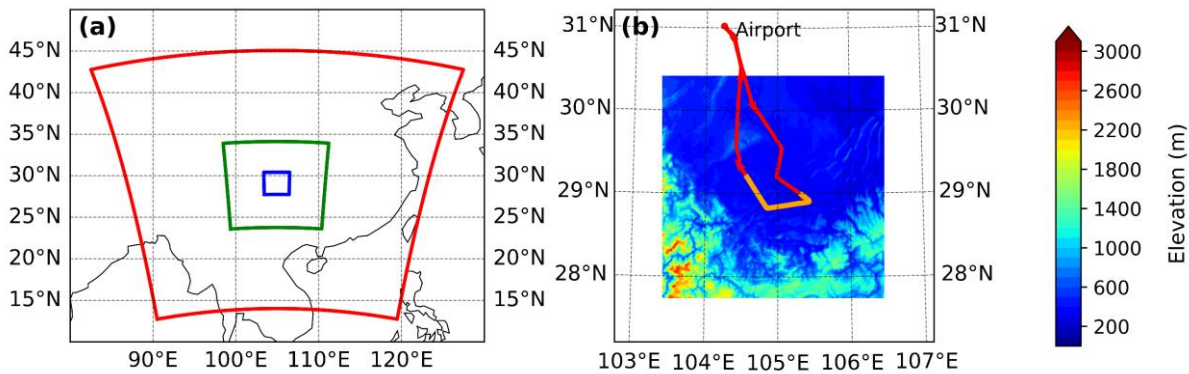 (a)
45°N 45°N
40°N 40°N
35°N 35°N
30°N 30°N
25°N 25°N
20°N 20°N
15°N 15°N
90°E 100°E 110°E 120°E
(b)
Airport
31°N 31°N
30°N 30°N
29°N 29°N
28°N 28°N
103°E 104°E 105°E 106°E 107°E
3000
2600
2200
1800
1400
1000
600
200
Elevation (m)